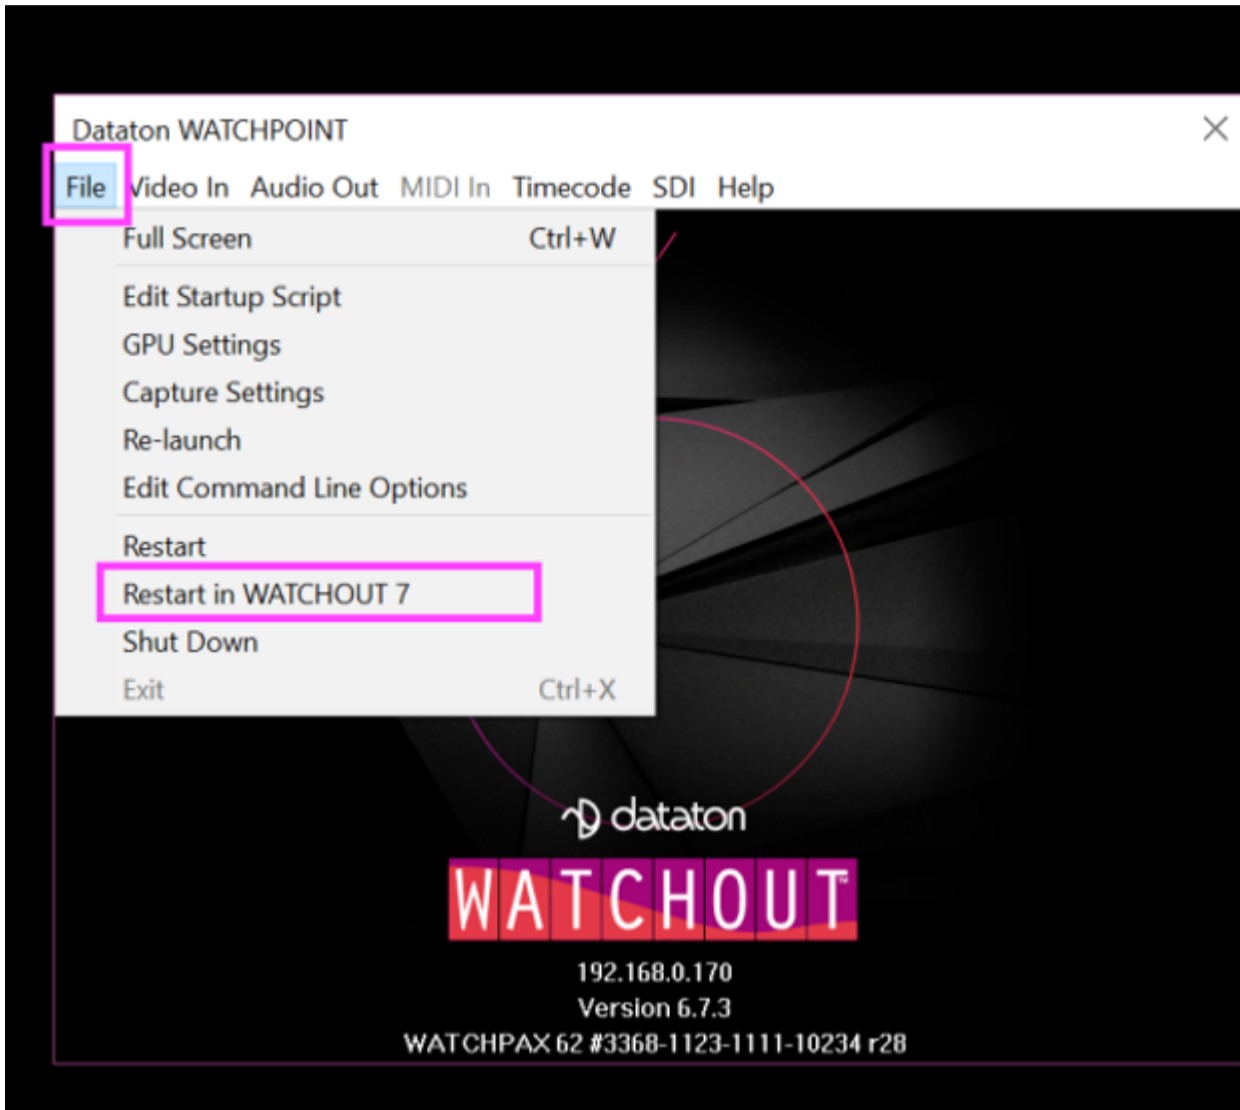 Dataton WATCHPOINT
File Video In Audio Out MIDI In Timecode SDI Help
Full Screen Ctrl+W
Edit Startup Script
GPU Settings
Capture Settings
Re-launch
Edit Command Line Options
Restart
Restart in WATCHOUT 7
Shut Down
Exit Ctrl+X
dataton
WATCHOUT™
192.168.0.170
Version 6.7.3
WATCHPAX 62 #3368-1123-1111-10234 r28